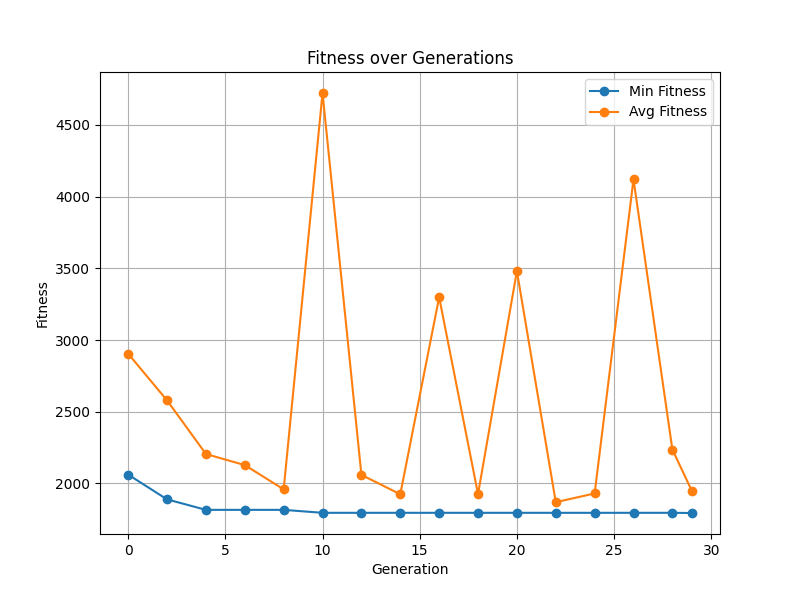 Fitness over Generations
Min Fitness
Avg Fitness
4500
4000
3500
3000
2500
2000
Fitness
0 5 10 15 20 25 30
Generation